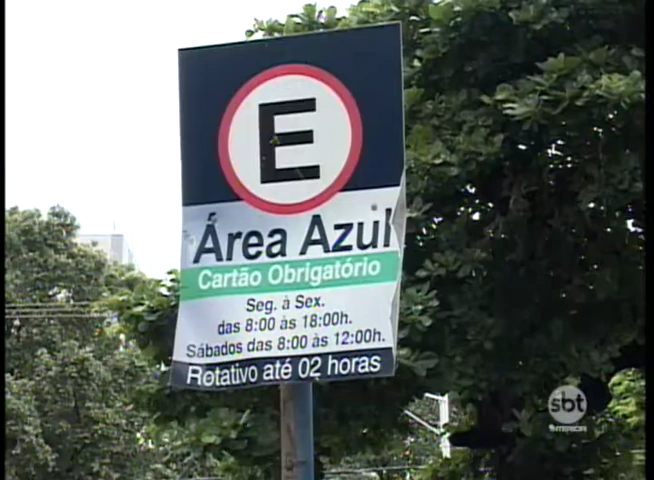 E
Área Azul
Cartão Obrigatório
Seg. à Sex.
das 8:00 às 18:00h.
Sábados das 8:00 às 12:00h.
Rotativo até 02 horas
sbt
INTERIOR